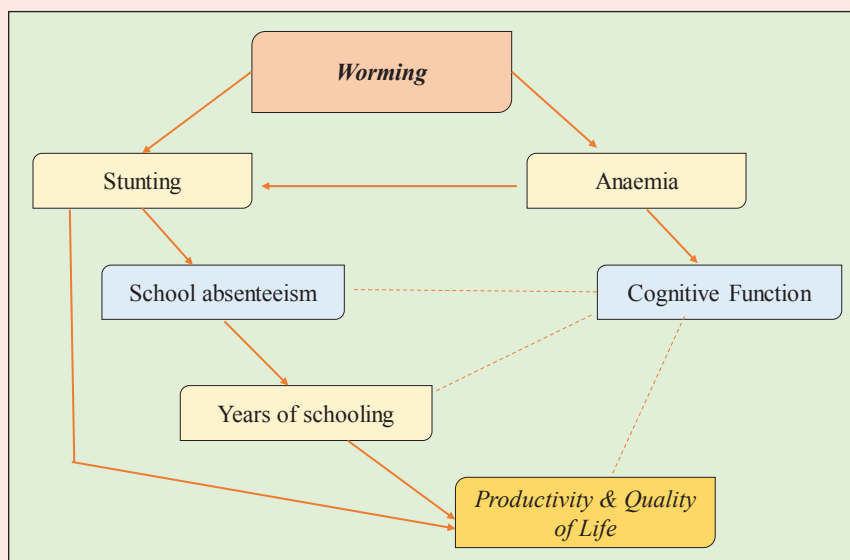 Worming
Stunting
Anaemia
School absenteeism
Cognitive Function
Years of schooling
Productivity & Quality
of Life